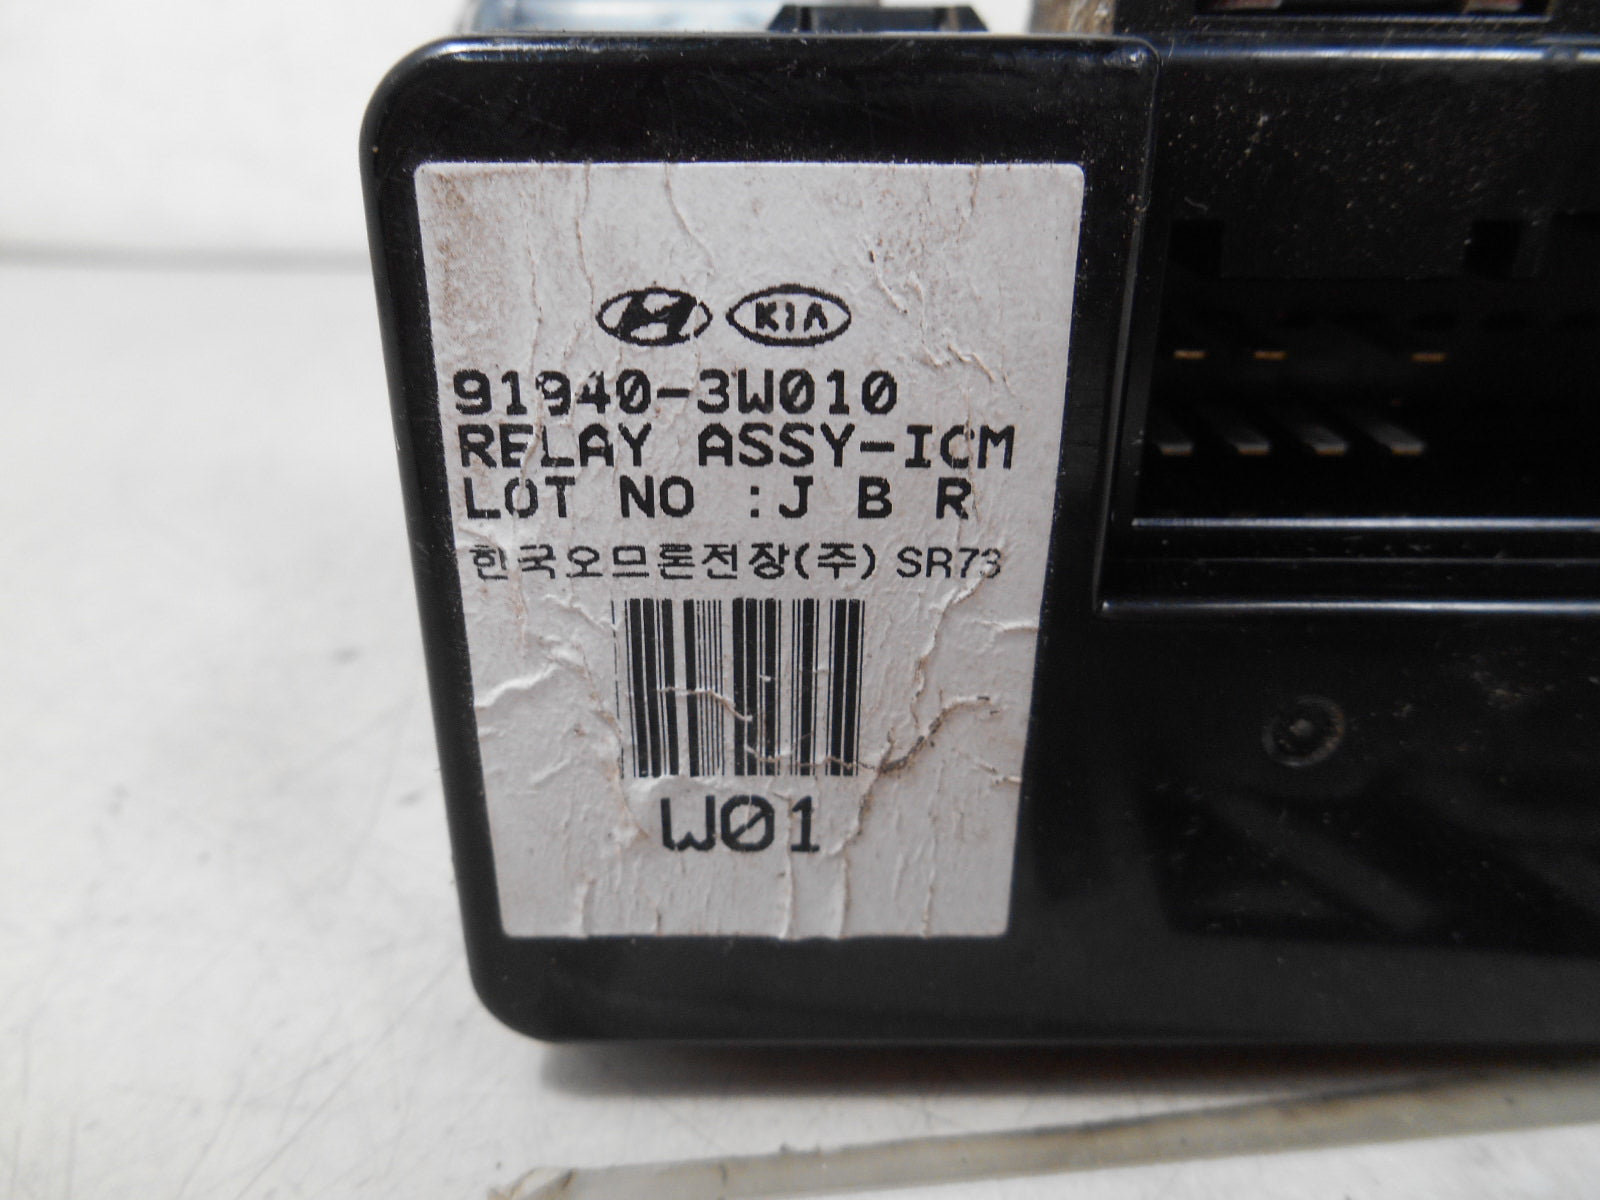 KIA
91940-3W010
RELAY ASSY-ICM
LOT NO :J B R
한국오므론전장(주) SR73
W01